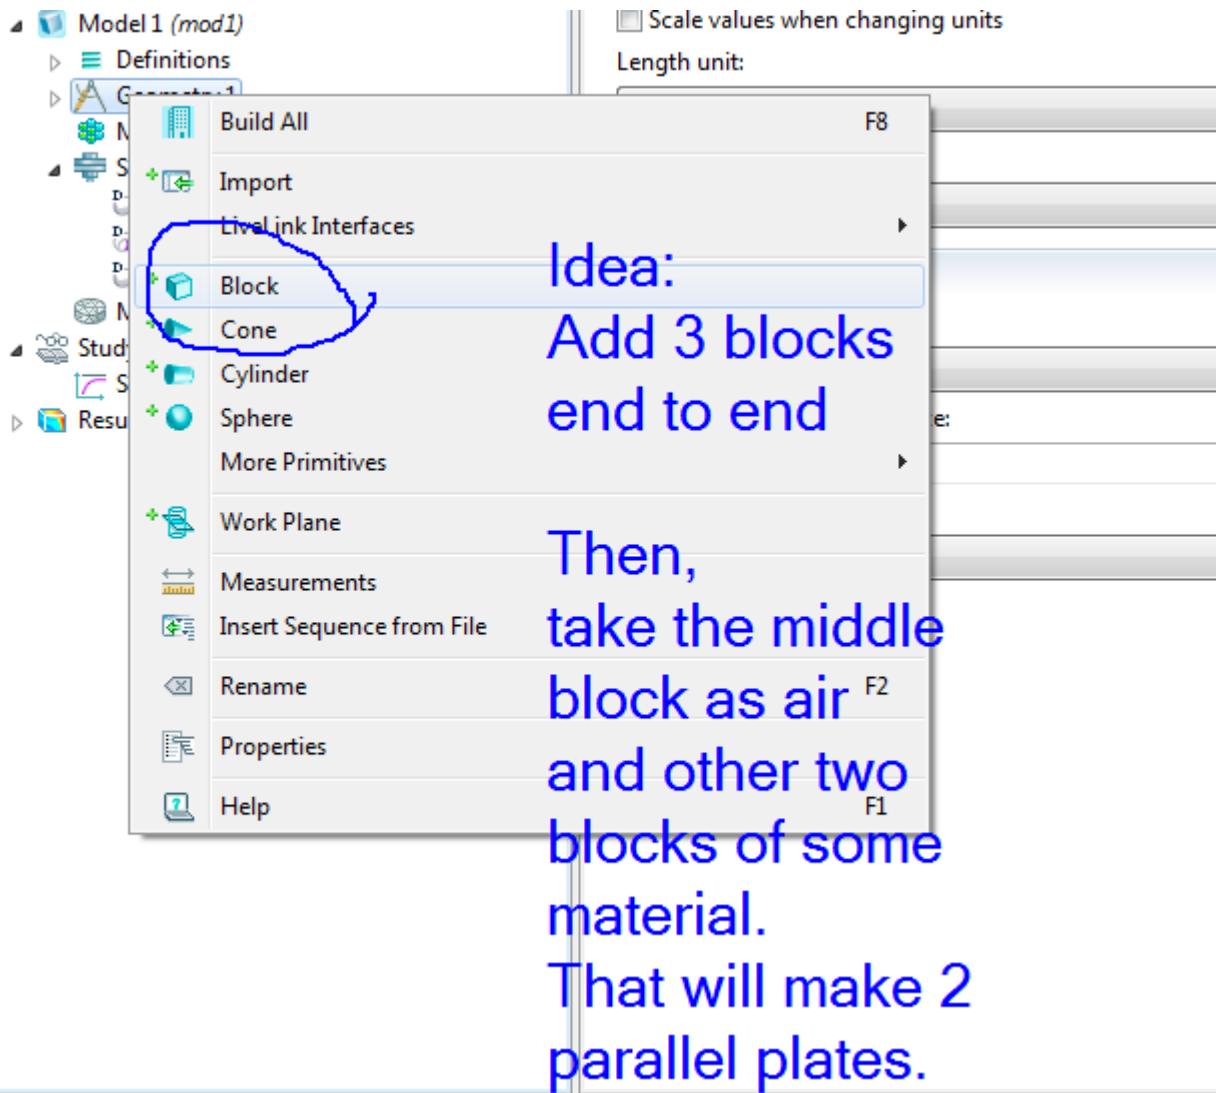 Model 1 (mod1)
Scale values when changing units
Definitions
Length unit:
Geometry 1
Build All F8
Import
LiveLink Interfaces
Block
Cone
Study
Cylinder
Sphere
More Primitives
Work Plane
Measurements
Insert Sequence from File
Rename F2
Properties
Help F1
Idea:
Add 3 blocks
end to end
Then,
take the middle
block as air
and other two
blocks of some
material.
That will make 2
parallel plates.